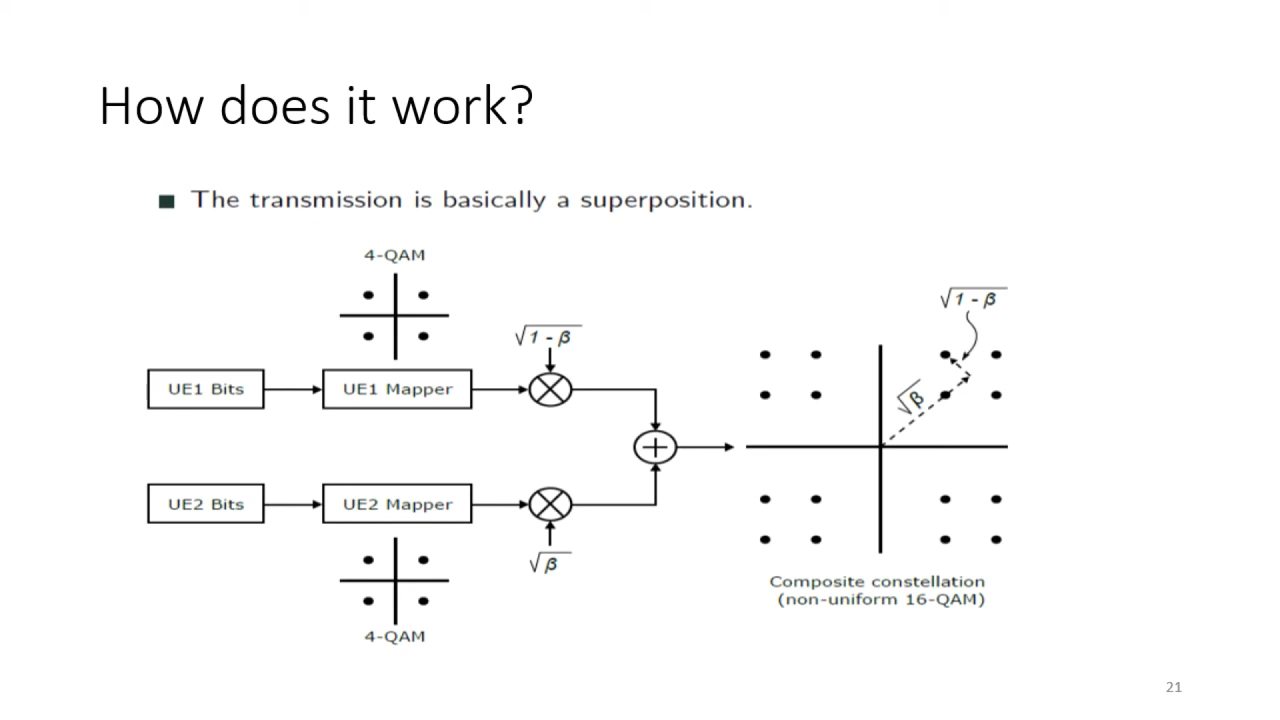 How does it work?
■ The transmission is basically a superposition.
4-QAM
√1 - β
√1 - β
UE1 Bits
UE1 Mapper
√β
UE2 Bits
UE2 Mapper
√β
4-QAM
Composite constellation
(non-uniform 16-QAM)
21